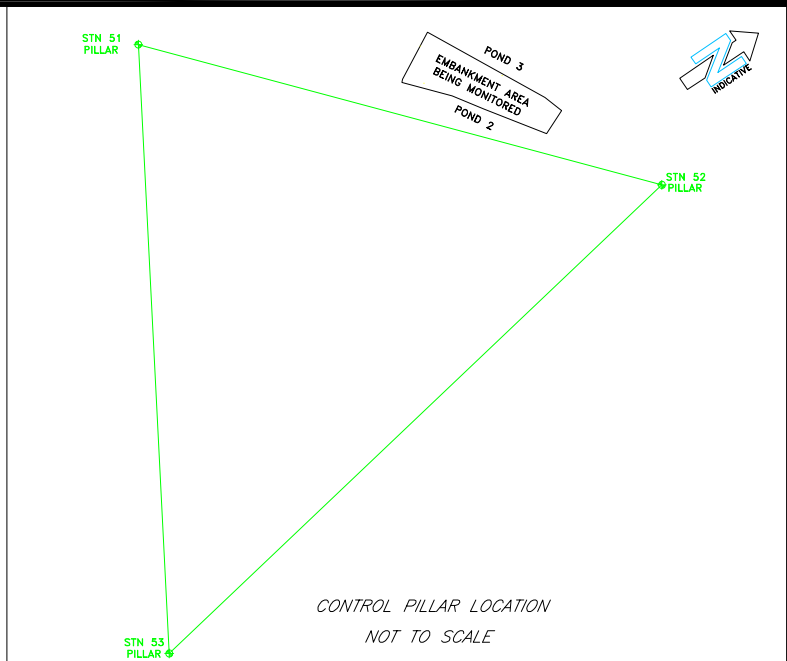 STN 51
PILLAR
POND 3
EMBANKMENT AREA
BEING MONITORED
POND 2
N
INDICATIVE
STN 52
PILLAR
CONTROL PILLAR LOCATION
NOT TO SCALE
STN 53
PILLAR